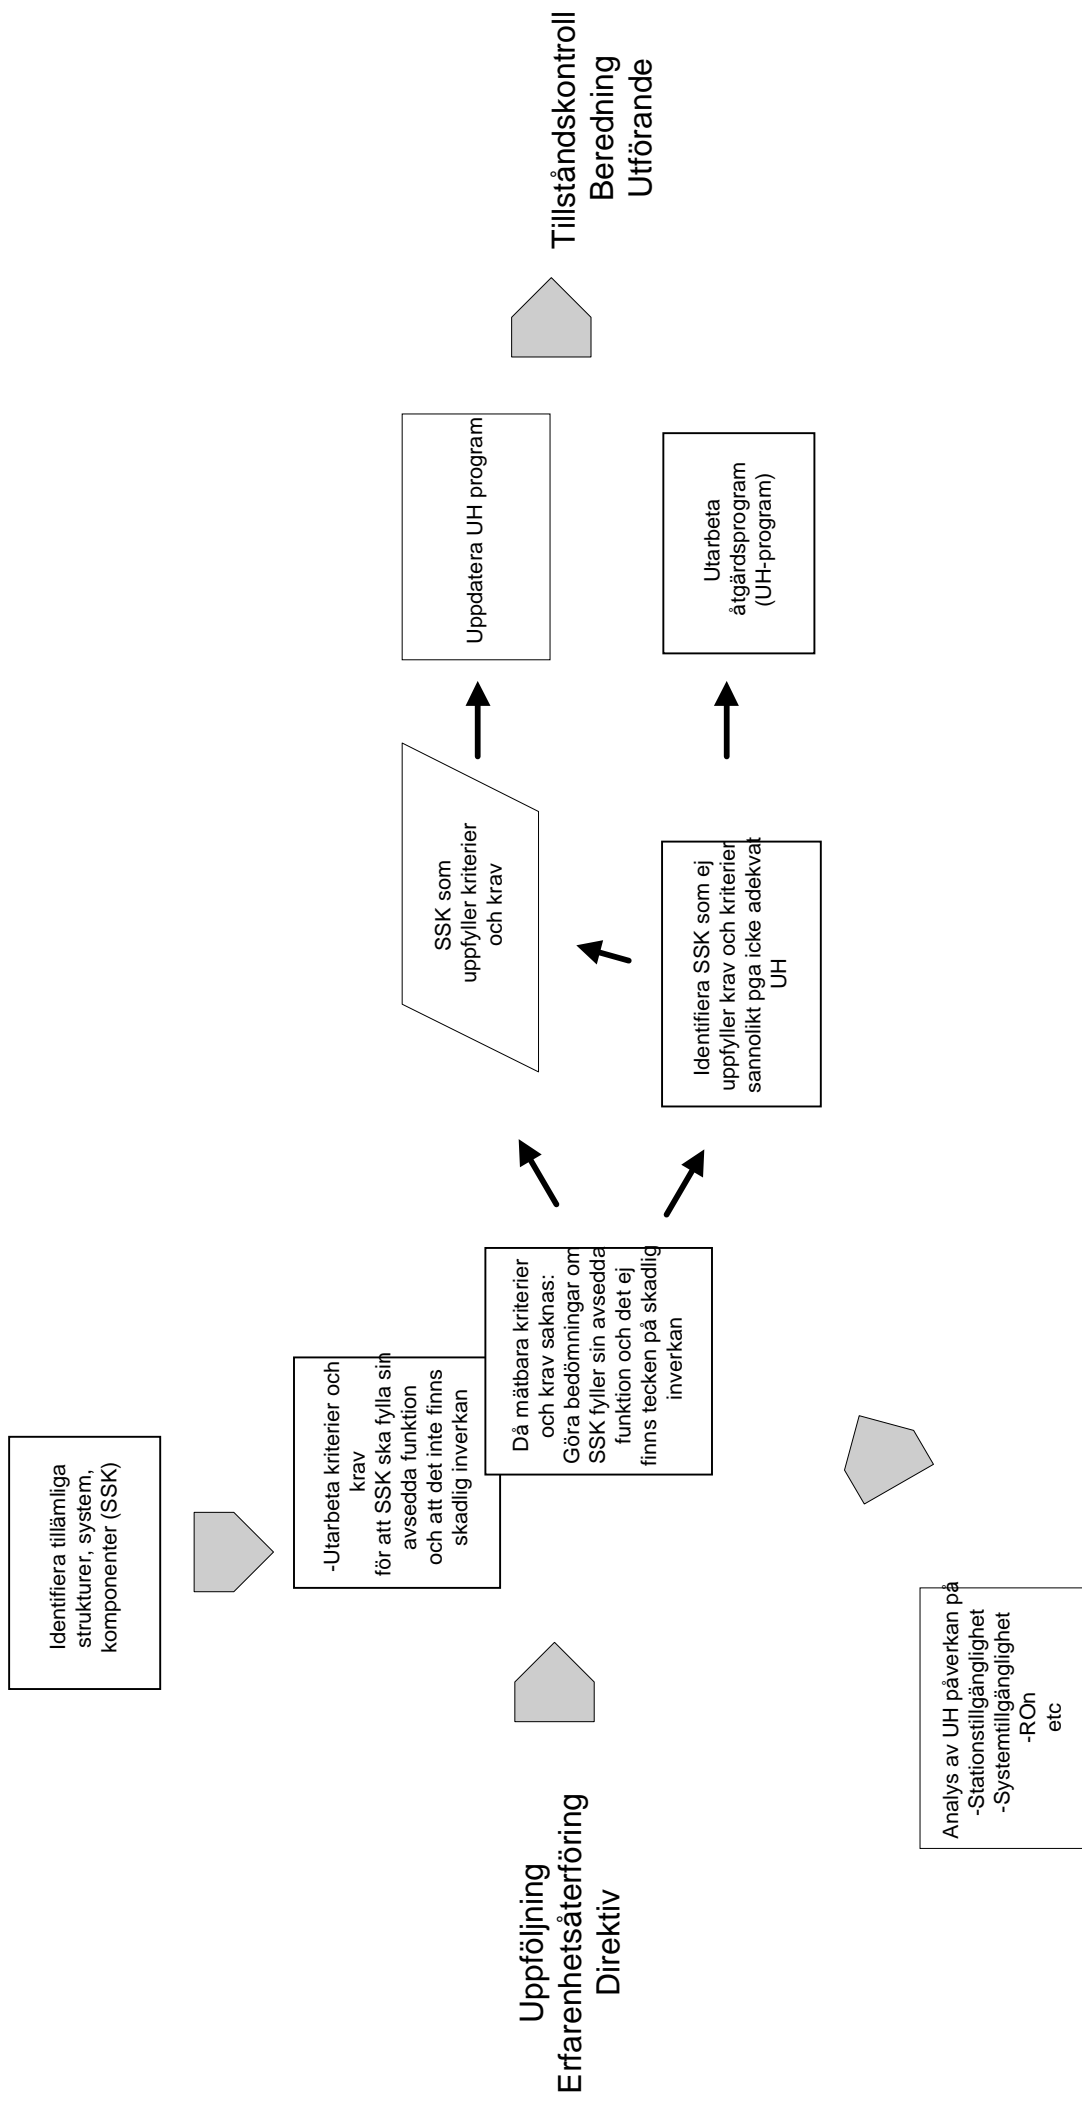 Identifiera tillämliga
strukturer, system,
komponenter (SSK)
-Utarbeta kriterier och
krav
för att SSK ska fylla sin
avsedda funktion
och att det inte finns
skadlig inverkan
Uppföljning
Erfarenhetsåterföring
Direktiv
Då mätbara kriterier
och krav saknas:
Göra bedömningar om
SSK fyller sin avsedda
funktion och det ej
finns tecken på skadlig
inverkan
SSK som
uppfyller kriterier
och krav
Uppdatera UH program
Tillståndskontroll
Beredning
Utförande
Identifiera SSK som ej
uppfyller krav och kriterier
sannolikt pga icke adekvat
UH
Utarbeta
åtgärdsprogram
(UH-program)
Analys av UH påverkan på
-Stationstillgänglighet
-Systemtillgänglighet
-ROn
etc